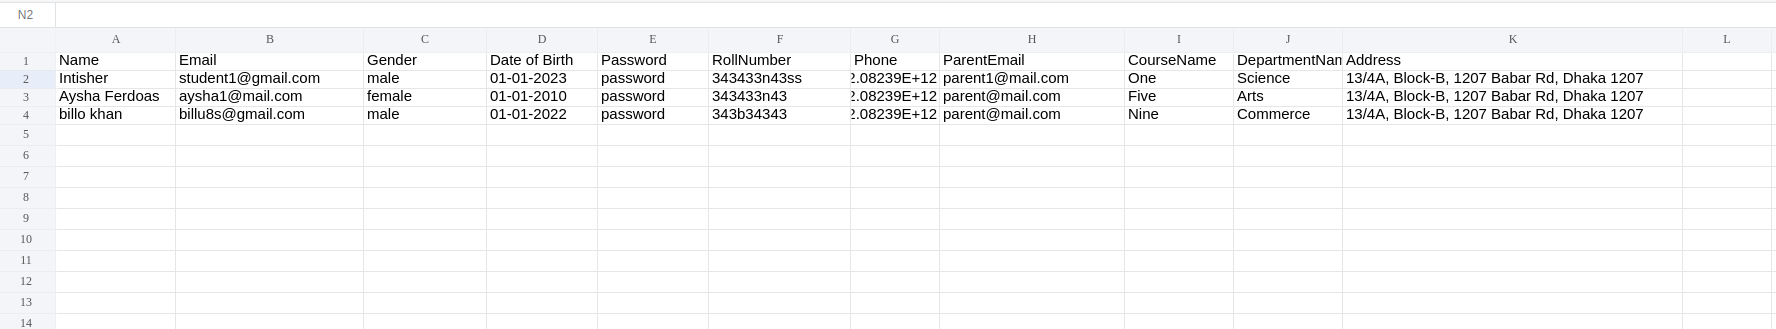 N2
A B C D E F G H I J K L
1 Name Email Gender Date of Birth Password RollNumber Phone ParentEmail CourseName DepartmentNam Address
2 Intisher student1@gmail.com male 01-01-2023 password 343433n43ss 2.08239E+12 parent1@mail.com One Science 13/4A, Block-B, 1207 Babar Rd, Dhaka 1207
3 Aysha Ferdoas aysha1@mail.com female 01-01-2010 password 343433n43 2.08239E+12 parent@mail.com Five Arts 13/4A, Block-B, 1207 Babar Rd, Dhaka 1207
4 billo khan billu8s@gmail.com male 01-01-2022 password 343b34343 2.08239E+12 parent@mail.com Nine Commerce 13/4A, Block-B, 1207 Babar Rd, Dhaka 1207
5
6
7
8
9
10
11
12
13
14